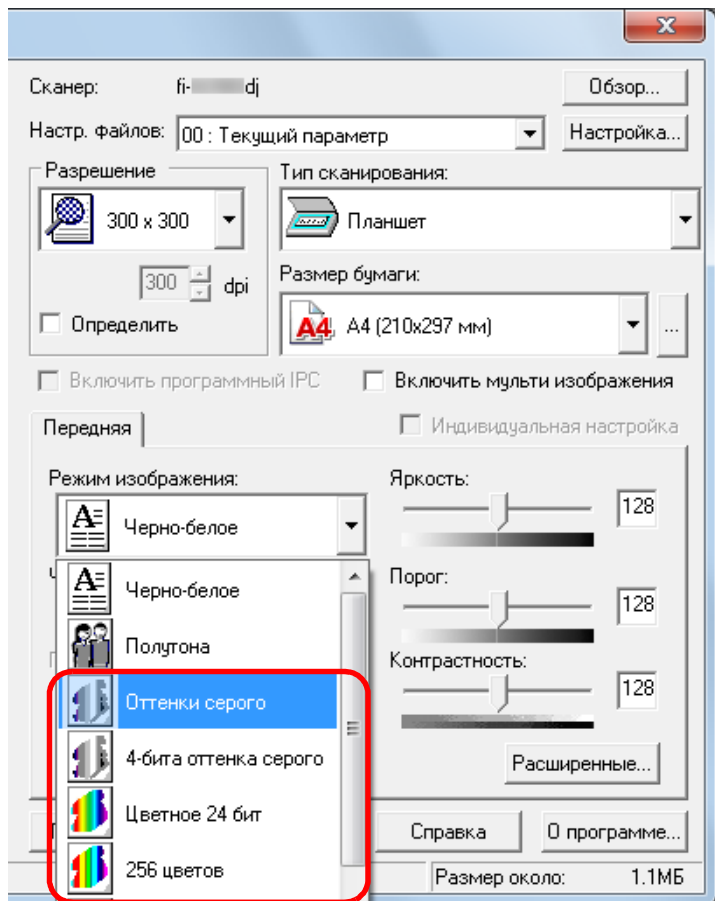 Сканер: fi- dj Обзор...
Настр. файлов: 00 : Текущий параметр Настройка...
Разрешение Тип сканирования:
300 x 300 Планшет
300 dpi Размер бумаги:
Определить A4 A4 (210x297 мм) ...
Включить программный IPC Включить мульти изображения
Передняя Индивидуальная настройка
Режим изображения: Яркость:
Черно-белое 128
Черно-белое Порог:
128
Полутона Контрастность:
Оттенки серого 128
4-бита оттенка серого Расширенные...
Цветное 24 бит Справка О программе...
256 цветов Размер около: 1.1МБ